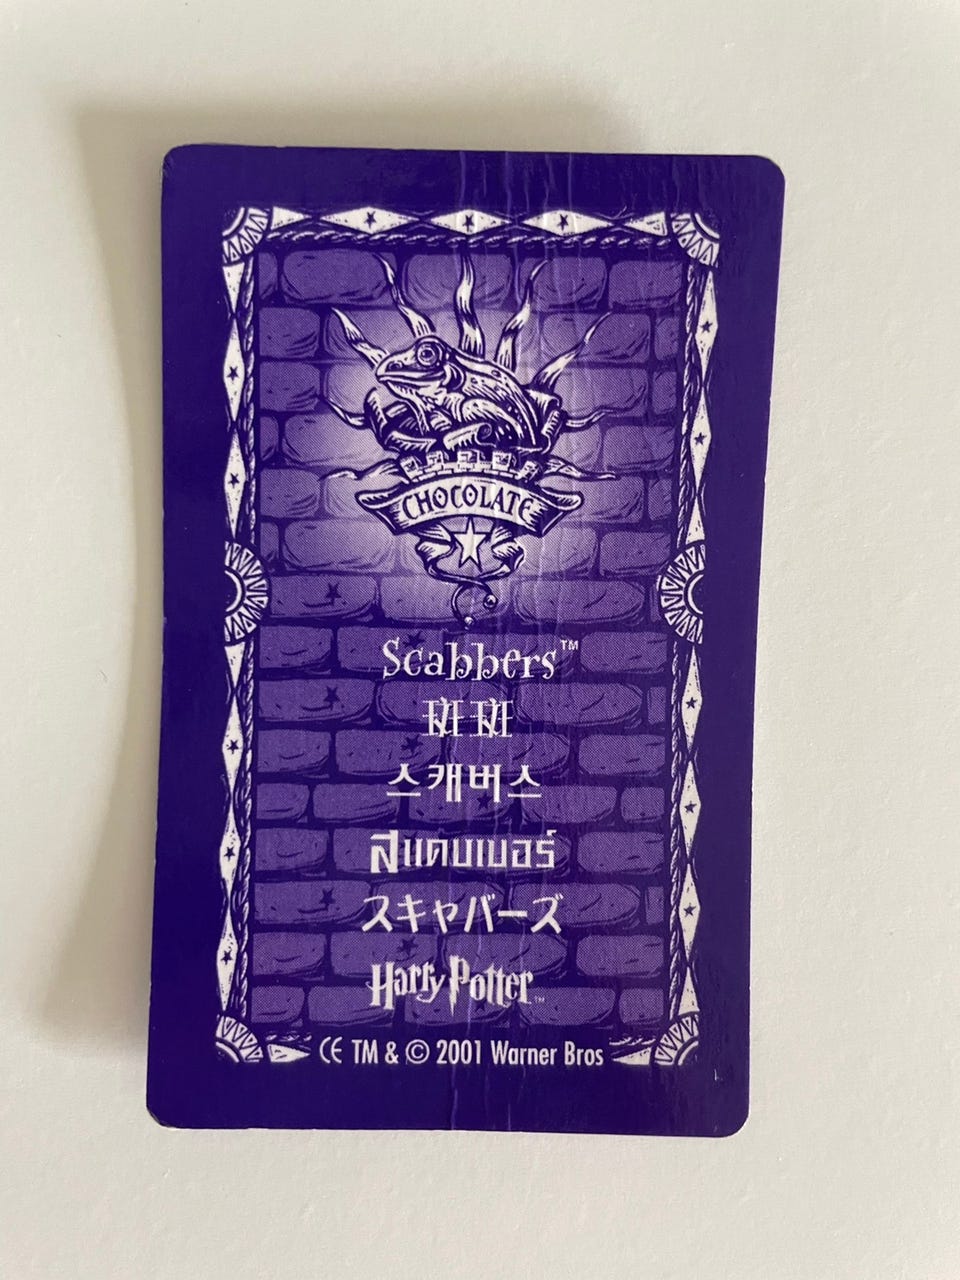 CHOCOLATE
Scabbers™
斑斑
스캐버스
สแคบเบอร์
スキャバーズ
Harry Potter™
CE TM & © 2001 Warner Bros